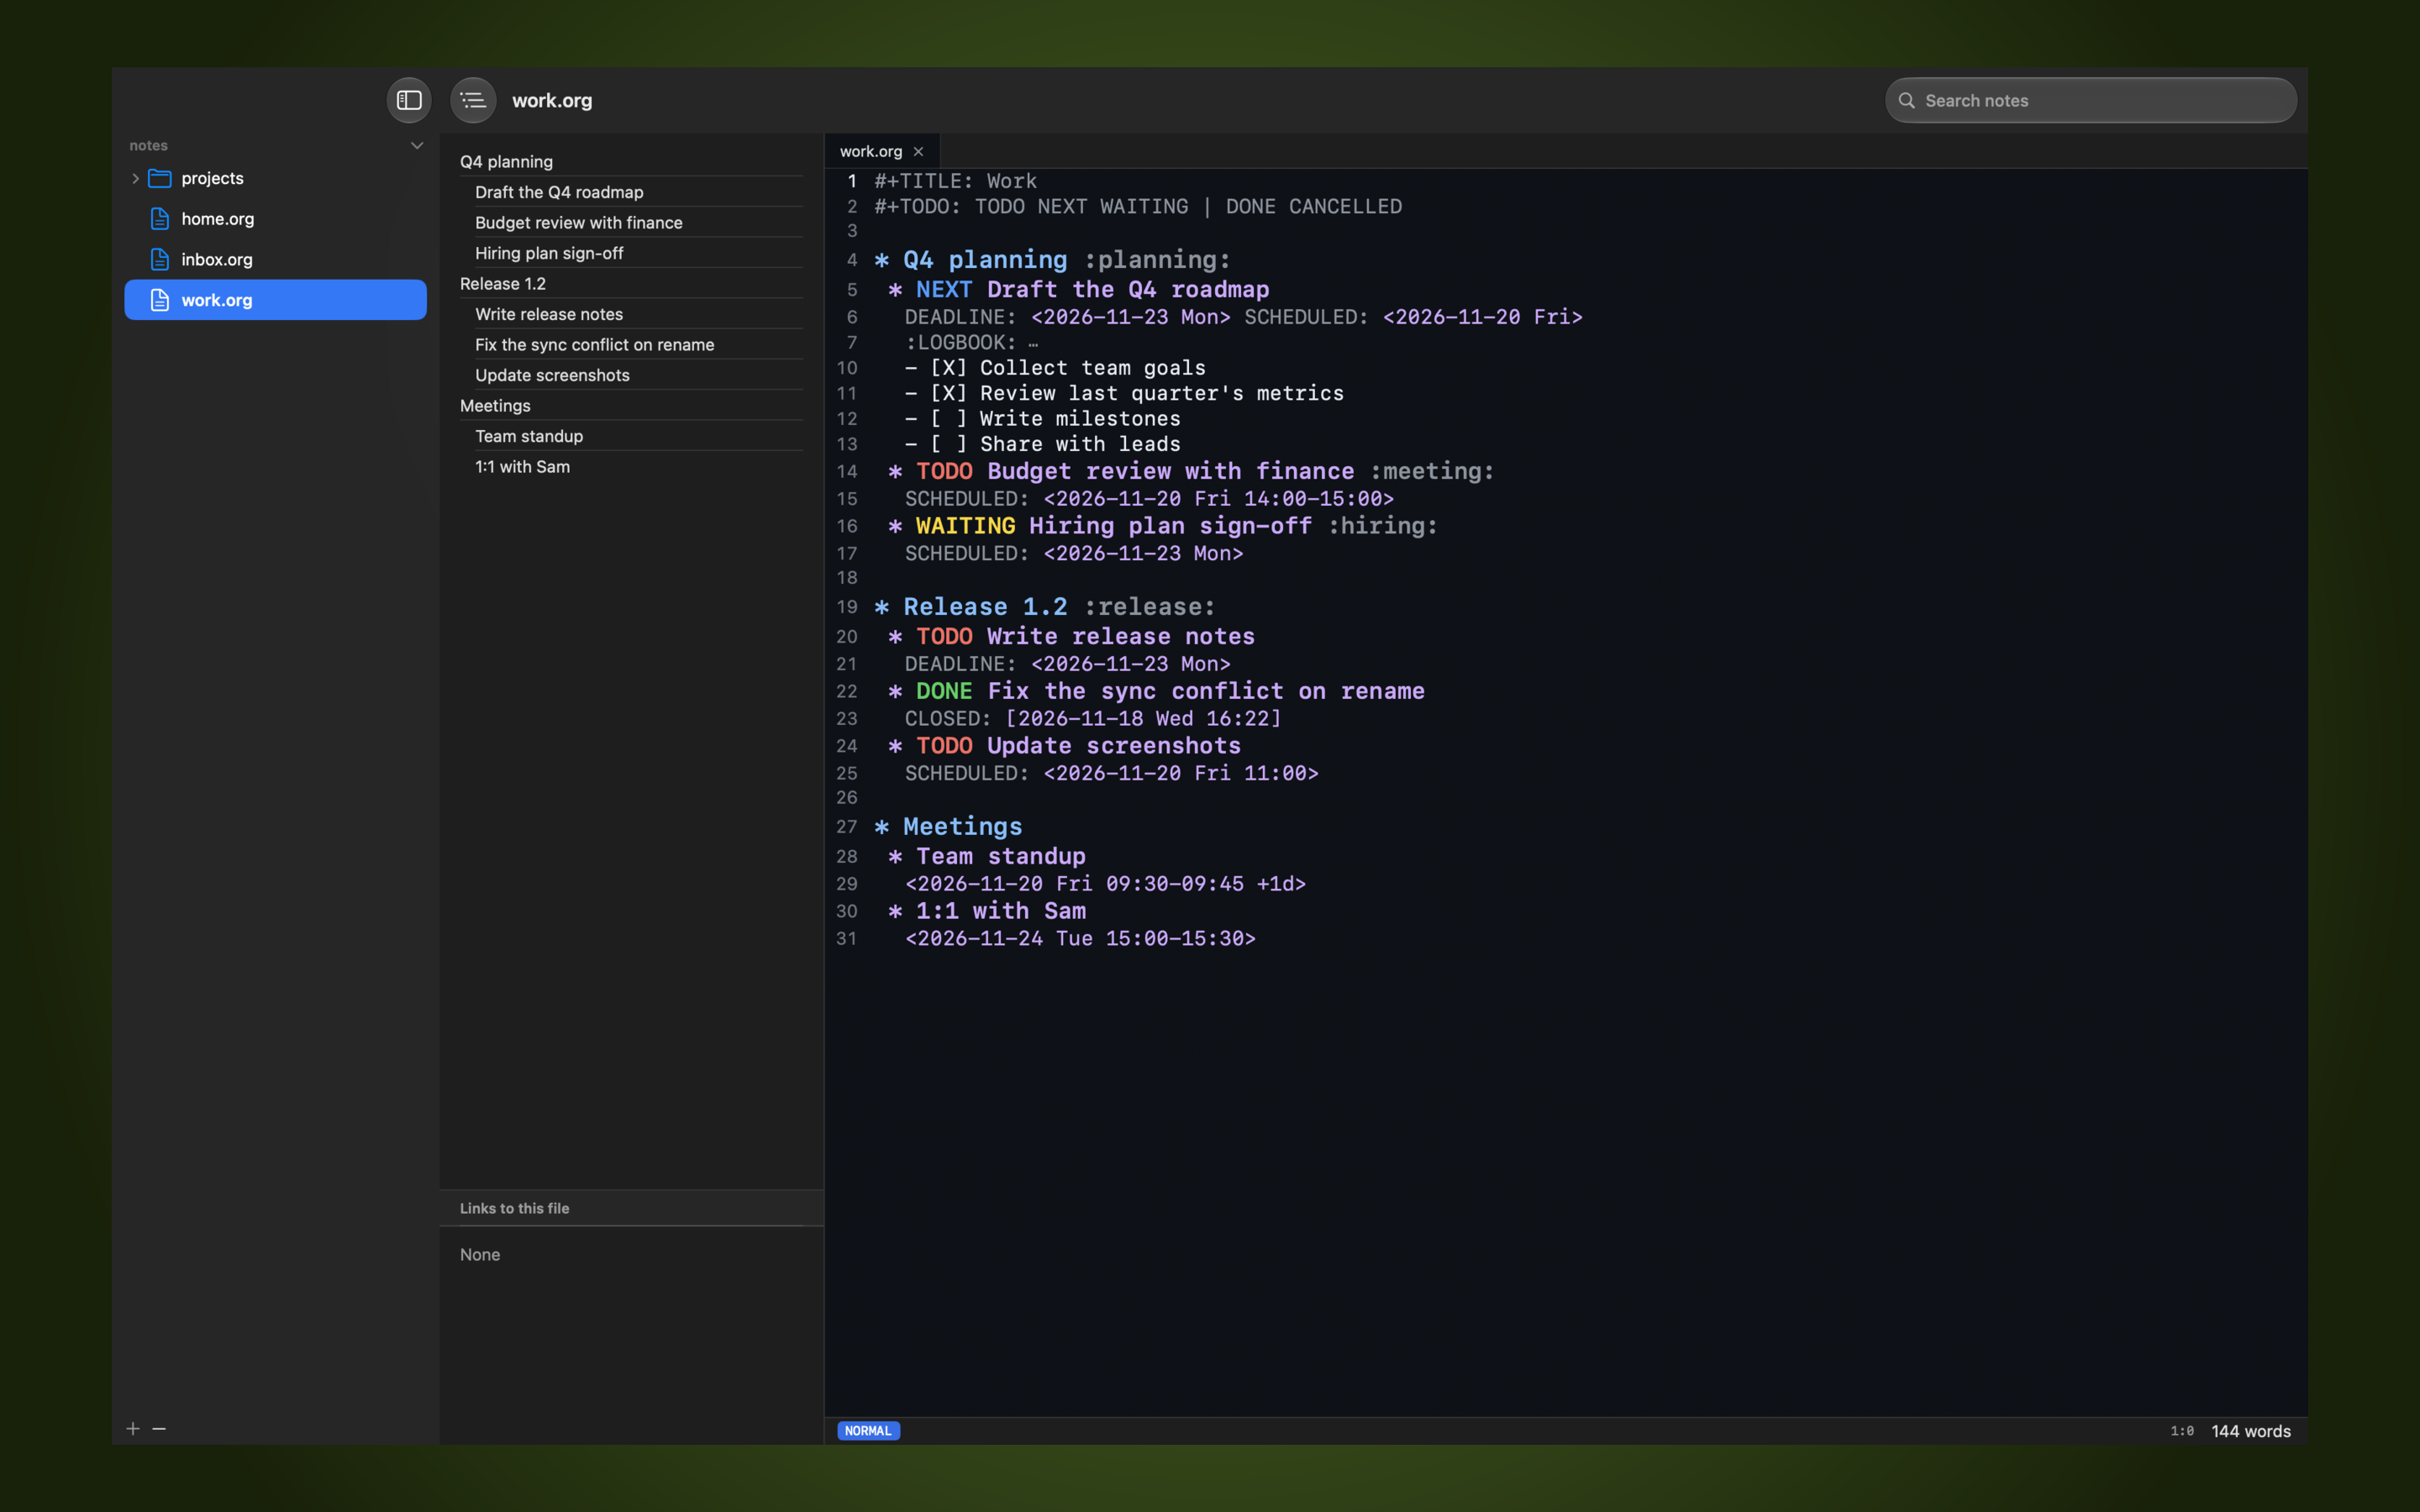 work.org
Search notes
notes
projects
home.org
inbox.org
work.org
Q4 planning
Draft the Q4 roadmap
Budget review with finance
Hiring plan sign-off
Release 1.2
Write release notes
Fix the sync conflict on rename
Update screenshots
Meetings
Team standup
1:1 with Sam
Links to this file
None
work.org ×
1 #+TITLE: Work
2 #+TODO: TODO NEXT WAITING | DONE CANCELLED
3
4 * Q4 planning :planning:
5 * NEXT Draft the Q4 roadmap
6 DEADLINE: <2026-11-23 Mon> SCHEDULED: <2026-11-20 Fri>
7 :LOGBOOK: …
10 - [X] Collect team goals
11 - [X] Review last quarter's metrics
12 - [ ] Write milestones
13 - [ ] Share with leads
14 * TODO Budget review with finance :meeting:
15 SCHEDULED: <2026-11-20 Fri 14:00-15:00>
16 * WAITING Hiring plan sign-off :hiring:
17 SCHEDULED: <2026-11-23 Mon>
18
19 * Release 1.2 :release:
20 * TODO Write release notes
21 DEADLINE: <2026-11-23 Mon>
22 * DONE Fix the sync conflict on rename
23 CLOSED: [2026-11-18 Wed 16:22]
24 * TODO Update screenshots
25 SCHEDULED: <2026-11-20 Fri 11:00>
26
27 * Meetings
28 * Team standup
29 <2026-11-20 Fri 09:30-09:45 +1d>
30 * 1:1 with Sam
31 <2026-11-24 Tue 15:00-15:30>
NORMAL
1:0 144 words